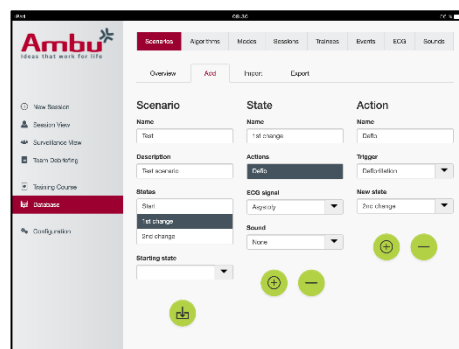 iPad
08:30
Ambu
Ideas that work for life
Scenarios
Algorithms
Modes
Sessions
Trainees
Events
ECG
Sounds
Overview
Add
Import
Export
New Session
Session View
Surveillance View
Team Debriefing
Training Course
Database
Configuration
Scenario
Name
Test
Description
Test scenario
States
Start
1st change
2nd change
Starting state
State
Name
1st change
Actions
Defib
ECG signal
Asystoly
Sound
None
Action
Name
Defib
Trigger
Defibrillation
New state
2nd change